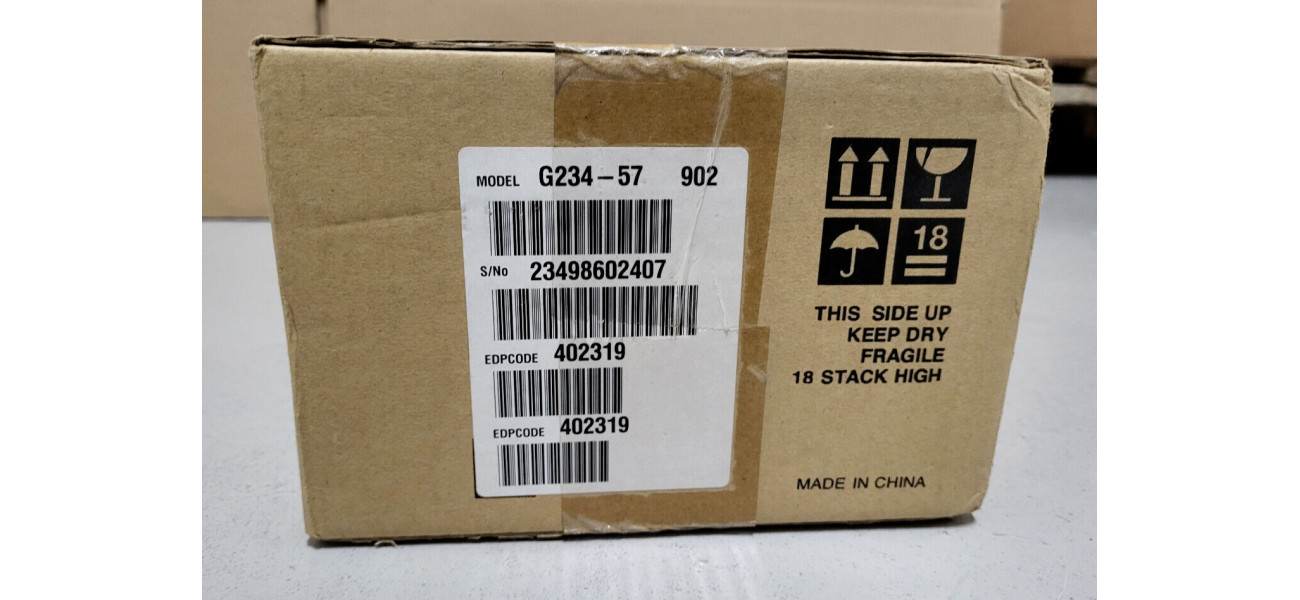 MODEL G234-57 902
S/No 23498602407
EDPCODE 402319
EDPCODE 402319
18
THIS SIDE UP
KEEP DRY
FRAGILE
18 STACK HIGH
MADE IN CHINA